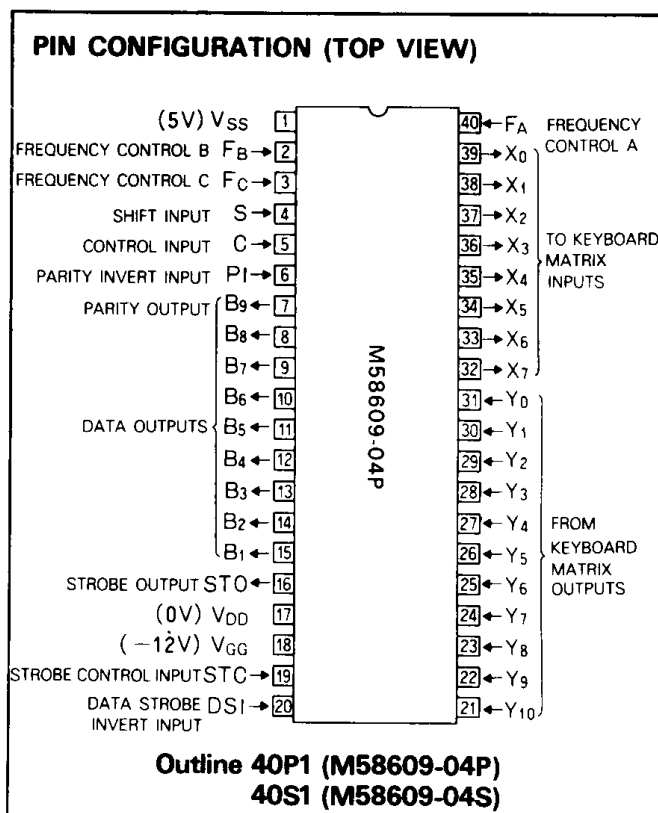 PIN CONFIGURATION (TOP VIEW)
(5V) VSS 1
FREQUENCY CONTROL B FB→ 2
FREQUENCY CONTROL C FC→ 3
SHIFT INPUT S→ 4
CONTROL INPUT C→ 5
PARITY INVERT INPUT PI→ 6
PARITY OUTPUT B9← 7
B8← 8
B7← 9
B6← 10
DATA OUTPUTS B5← 11
B4← 12
B3← 13
B2← 14
B1← 15
STROBE OUTPUT STO← 16
(0V) VDD 17
(−12V) VGG 18
STROBE CONTROL INPUT STC→ 19
DATA STROBE DSI→ 20
INVERT INPUT
M58609-04P
40 ←FA FREQUENCY
CONTROL A
39 →X0
38 →X1
37 →X2
36 →X3 TO KEYBOARD
MATRIX
35 →X4 INPUTS
34 →X5
33 →X6
32 →X7
31 ←Y0
30 ←Y1
29 ←Y2
28 ←Y3
27 ←Y4 FROM
26 ←Y5 KEYBOARD
MATRIX
25 ←Y6 OUTPUTS
24 ←Y7
23 ←Y8
22 ←Y9
21 ←Y10
Outline 40P1 (M58609-04P)
40S1 (M58609-04S)